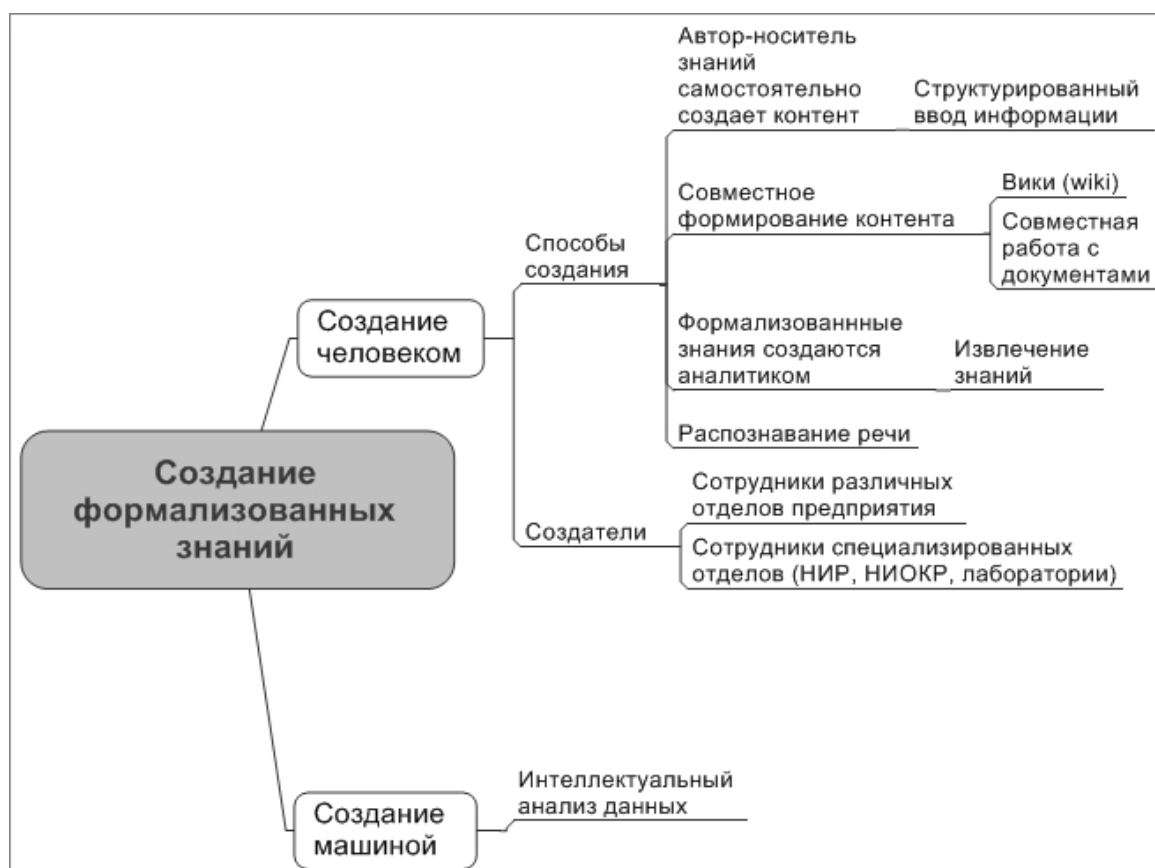 Автор-носитель
знаний
самостоятельно
создает контент
Структурированный
ввод информации
Совместное
формирование контента
Вики (wiki)
Совместная
работа с
документами
Способы
создания
Создание
человеком
Формализованнные
знания создаются
аналитиком
Извлечение
знаний
Распознавание речи
Создание
формализованных
знаний
Создатели
Сотрудники различных
отделов предприятия
Сотрудники специализированных
отделов (НИР, НИОКР, лаборатории)
Создание
машиной
Интеллектуальный
анализ данных